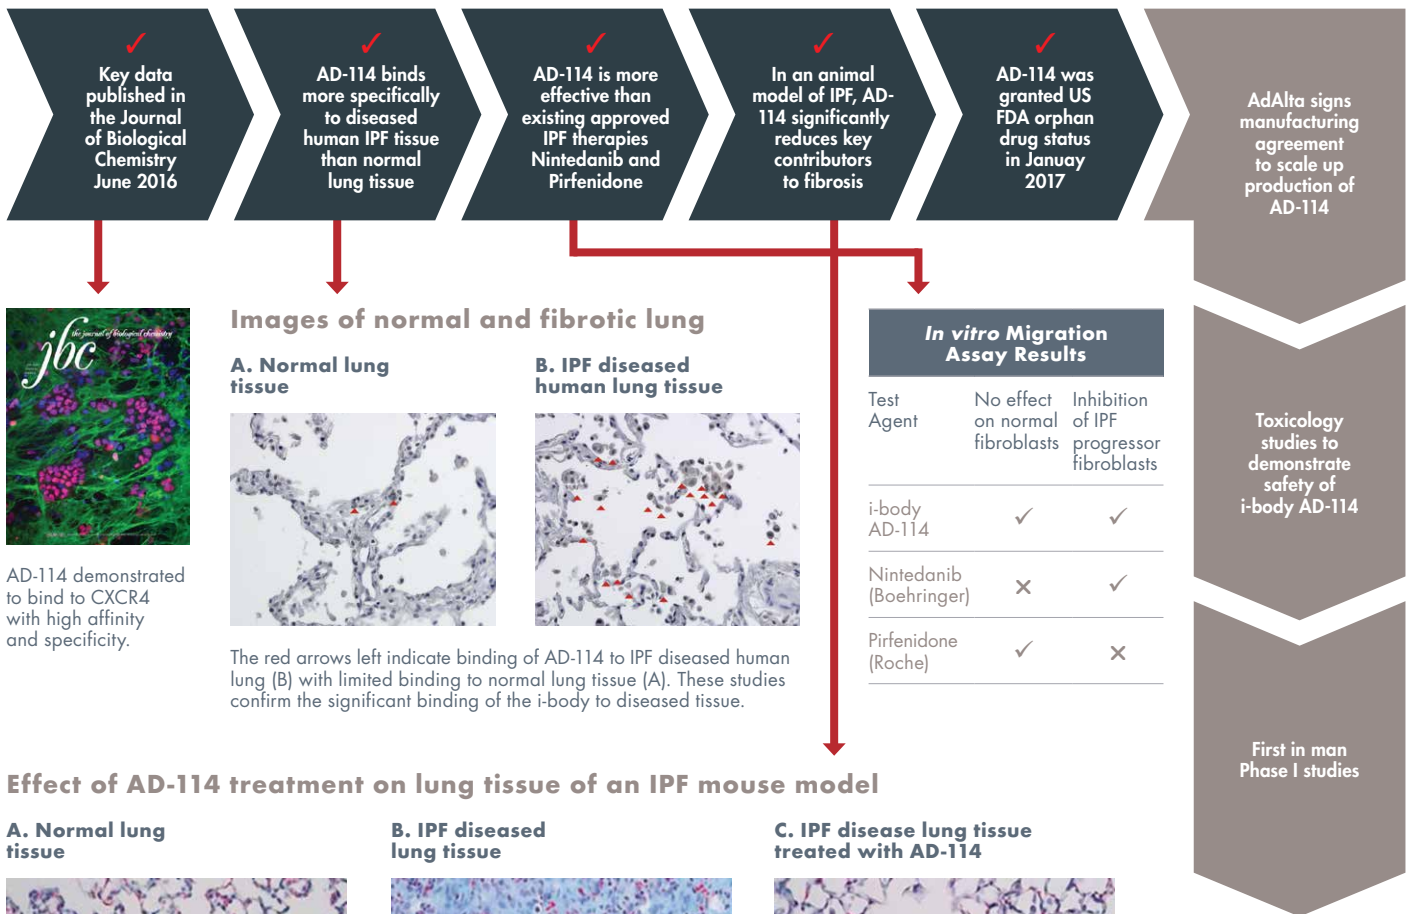 ✓
Key data
published in
the Journal
of Biological
Chemistry
June 2016
✓
AD-114 binds
more specifically
to diseased
human IPF tissue
than normal
lung tissue
✓
AD-114 is more
effective than
existing approved
IPF therapies
Nintedanib and
Pirfenidone
✓
In an animal
model of IPF, AD-
114 significantly
reduces key
contributors
to fibrosis
✓
AD-114 was
granted US
FDA orphan
drug status
in Januay
2017
AdAlta signs
manufacturing
agreement
to scale up
production of
AD-114
Toxicology
studies to
demonstrate
safety of
i-body AD-114
First in man
Phase I studies
the journal of biological chemistry
jbc
AD-114 demonstrated
to bind to CXCR4
with high affinity
and specificity.
Images of normal and fibrotic lung
A. Normal lung
tissue
B. IPF diseased
human lung tissue
The red arrows left indicate binding of AD-114 to IPF diseased human
lung (B) with limited binding to normal lung tissue (A). These studies
confirm the significant binding of the i-body to diseased tissue.
In vitro Migration
Assay Results
Test
Agent
No effect
on normal
fibroblasts
Inhibition
of IPF
progressor
fibroblasts
i-body
AD-114
✓ ✓
Nintedanib
(Boehringer)
× ✓
Pirfenidone
(Roche)
✓ ×
Effect of AD-114 treatment on lung tissue of an IPF mouse model
A. Normal lung
tissue
B. IPF diseased
lung tissue
C. IPF disease lung tissue
treated with AD-114